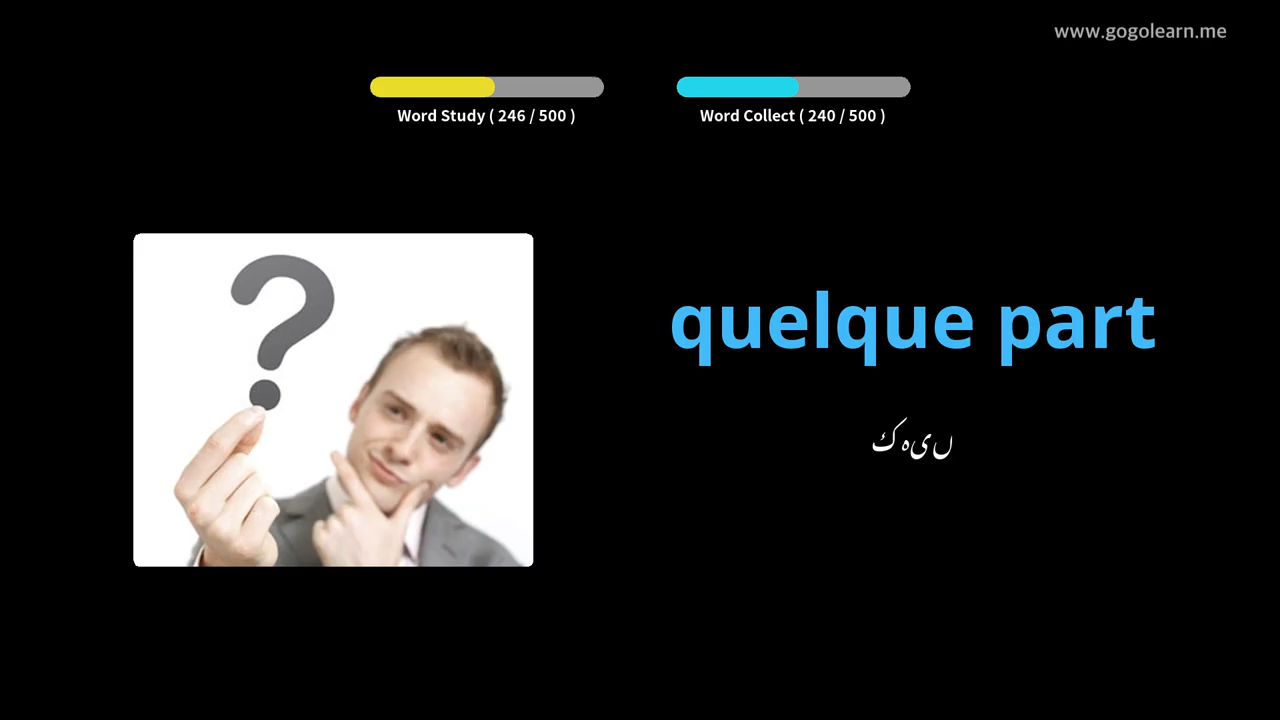 www.gogolearn.me
Word Study ( 246 / 500 )
Word Collect ( 240 / 500 )
quelque part
کہیں